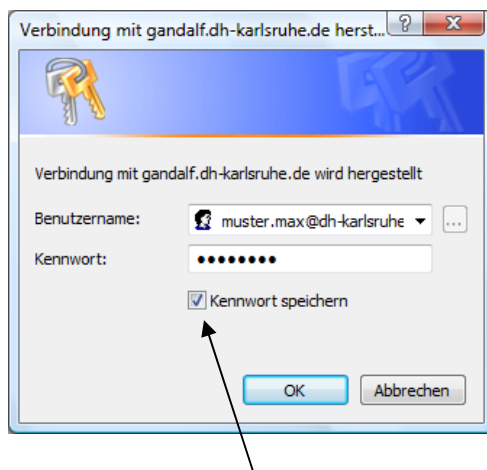 Verbindung mit gandalf.dh-karlsruhe.de herst...
Verbindung mit gandalf.dh-karlsruhe.de wird hergestellt
Benutzername:
muster.max@dh-karlsruhe
...
Kennwort:
••••••••
Kennwort speichern
OK
Abbrechen